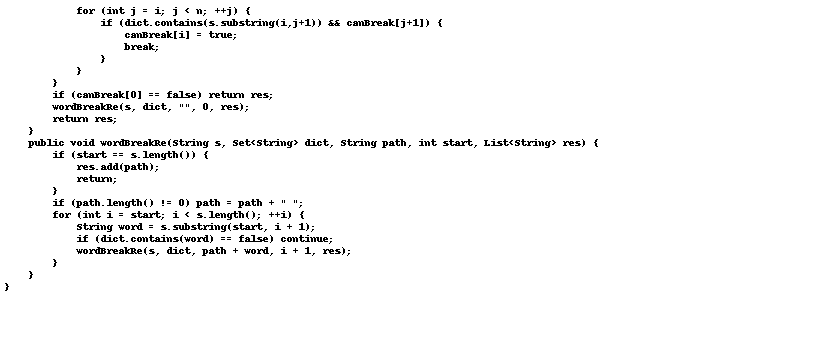 for (int j = i; j < n; ++j) {
                if (dict.contains(s.substring(i,j+1)) && canBreak[j+1]) {
                    canBreak[i] = true;
                    break;
                }
            }
        }
        if (canBreak[0] == false) return res;
        wordBreakRe(s, dict, "", 0, res);
        return res;
    }
    public void wordBreakRe(String s, Set<String> dict, String path, int start, List<String> res) {
        if (start == s.length()) {
            res.add(path);
            return;
        }
        if (path.length() != 0) path = path + " ";
        for (int i = start; i < s.length(); ++i) {
            String word = s.substring(start, i + 1);
            if (dict.contains(word) == false) continue;
            wordBreakRe(s, dict, path + word, i + 1, res);
        }
    }
}